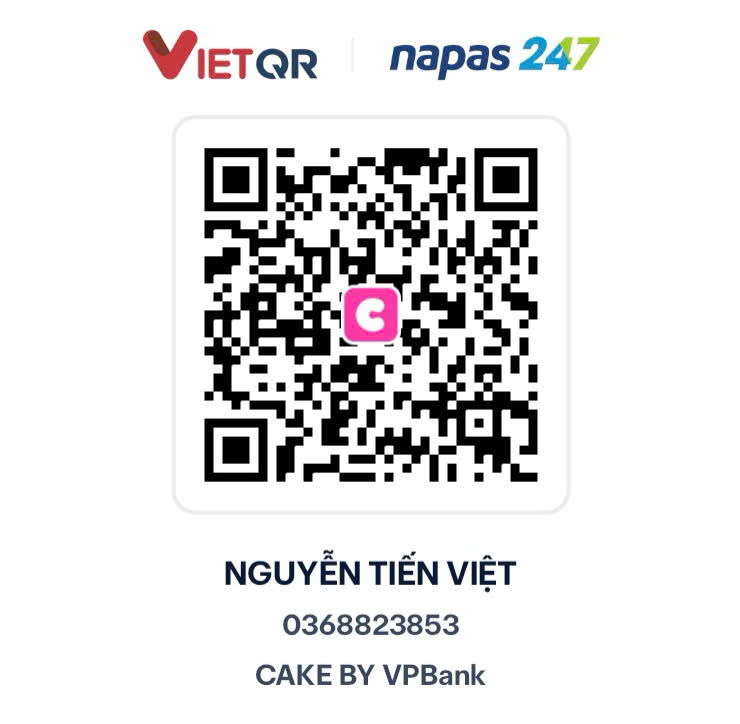 VIETQR napas 247
C
NGUYỄN TIẾN VIỆT
0368823853
CAKE BY VPBank